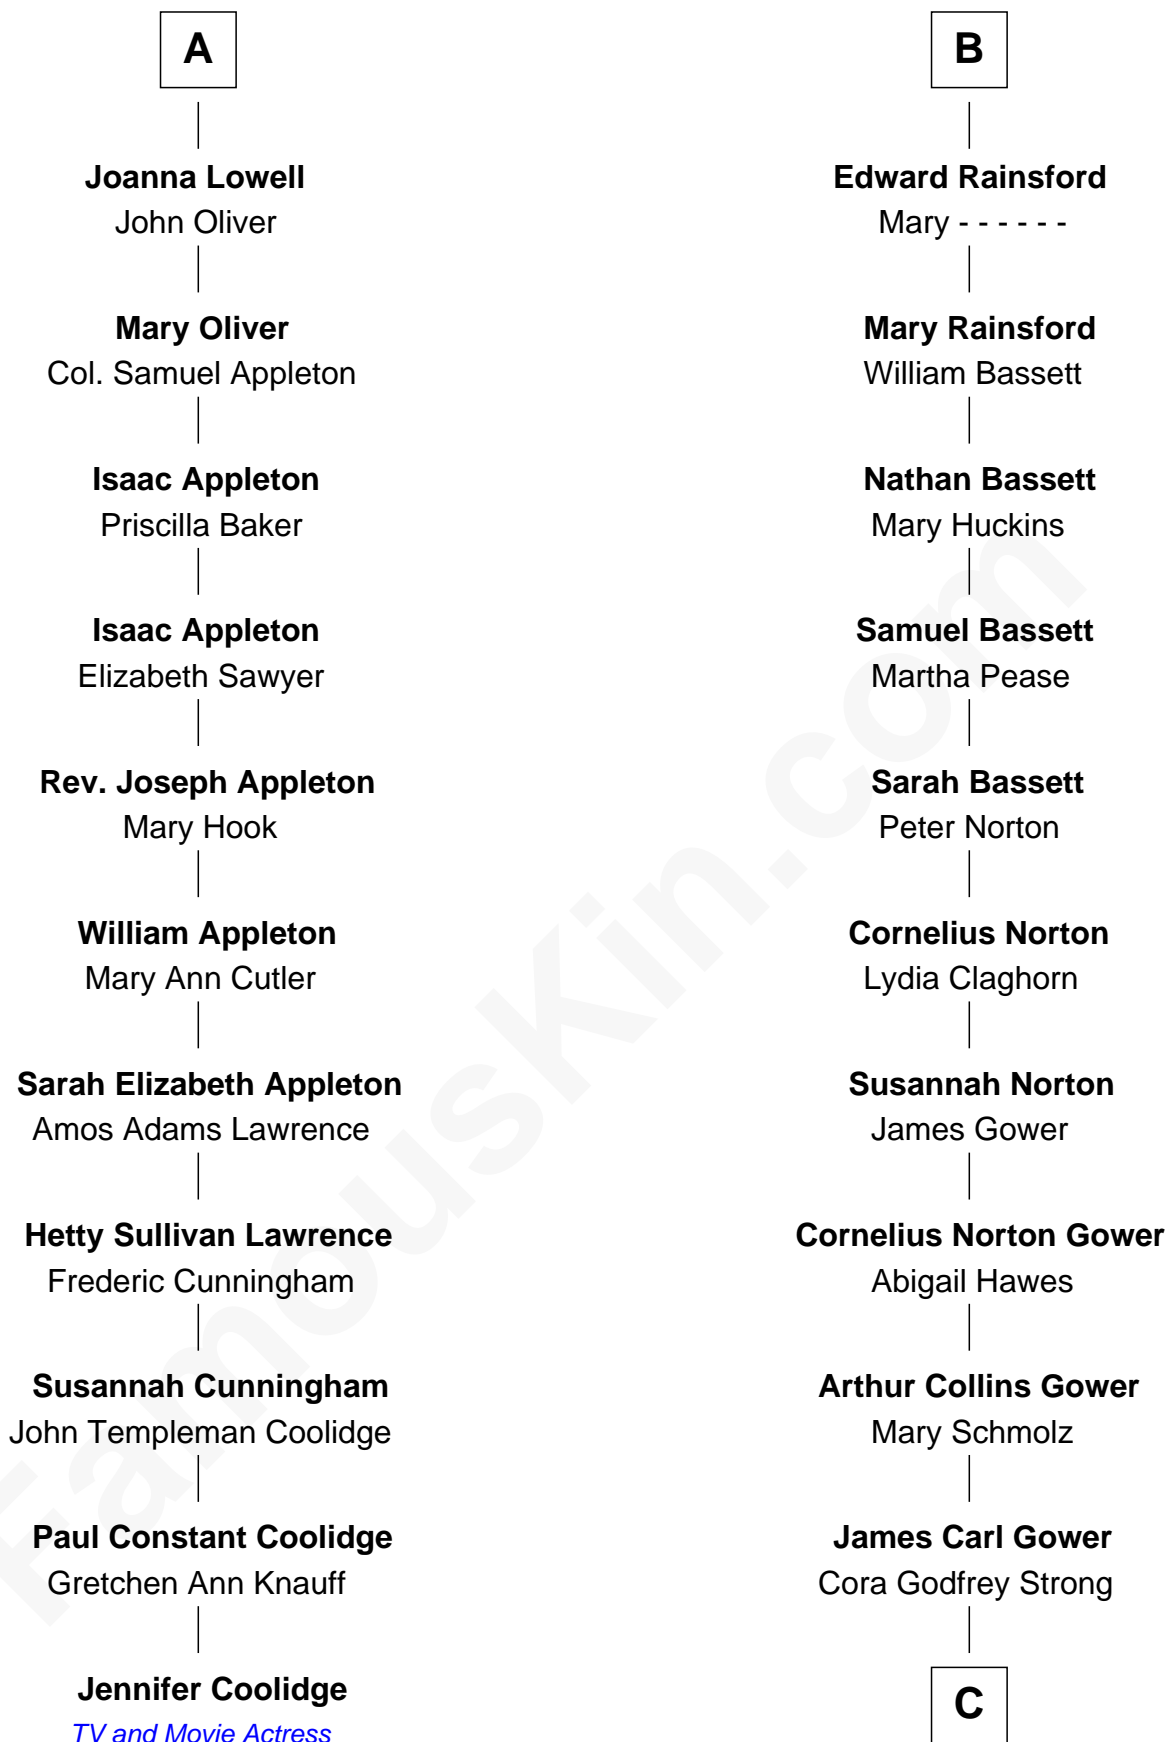 A
Joanna Lowell
John Oliver
Mary Oliver
Col. Samuel Appleton
Isaac Appleton
Priscilla Baker
Isaac Appleton
Elizabeth Sawyer
Rev. Joseph Appleton
Mary Hook
William Appleton
Mary Ann Cutler
Sarah Elizabeth Appleton
Amos Adams Lawrence
Hetty Sullivan Lawrence
Frederic Cunningham
Susannah Cunningham
John Templeman Coolidge
Paul Constant Coolidge
Gretchen Ann Knauff
Jennifer Coolidge
TV and Movie Actress
B
Edward Rainsford
Mary - - - - - -
Mary Rainsford
William Bassett
Nathan Bassett
Mary Huckins
Samuel Bassett
Martha Pease
Sarah Bassett
Peter Norton
Cornelius Norton
Lydia Claghorn
Susannah Norton
James Gower
Cornelius Norton Gower
Abigail Hawes
Arthur Collins Gower
Mary Schmolz
James Carl Gower
Cora Godfrey Strong
C
FamousKin.com